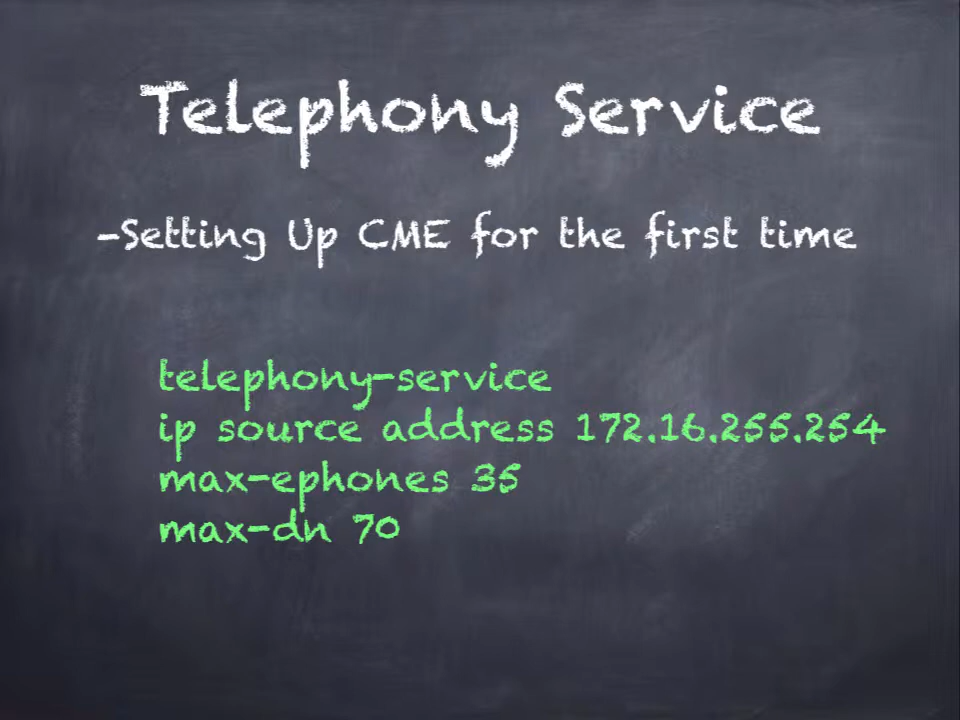 Telephony Service
-Setting Up CME for the first time
telephony-service
ip source address 172.16.255.254
max-ephones 35
max-dn 70